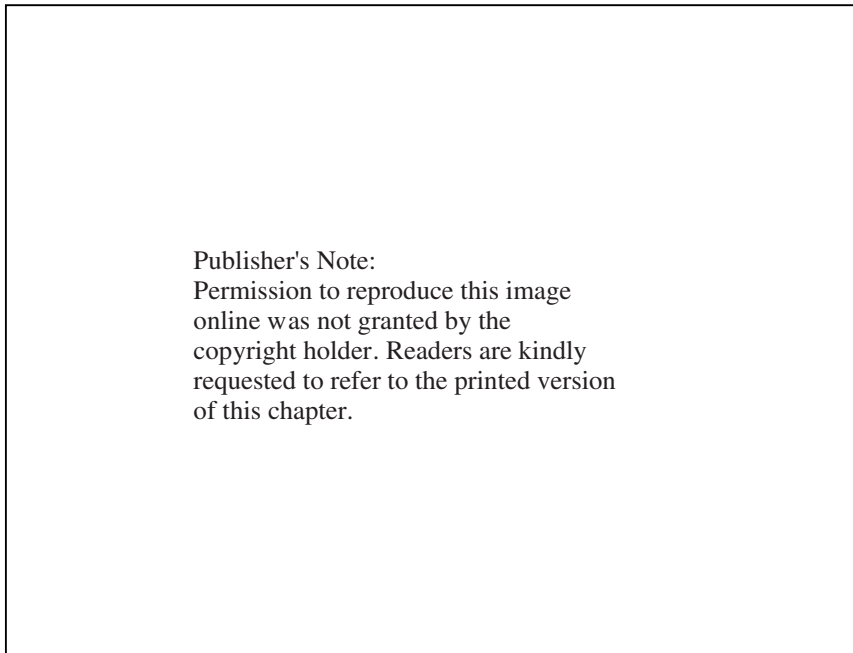 Publisher's Note:
Permission to reproduce this image
online was not granted by the
copyright holder. Readers are kindly
requested to refer to the printed version
of this chapter.